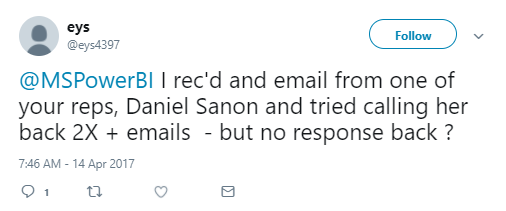 eys
@eys4397
Follow
@MSPowerBI I rec'd and email from one of
your reps, Daniel Sanon and tried calling her
back 2X + emails - but no response back ?
7:46 AM - 14 Apr 2017
1